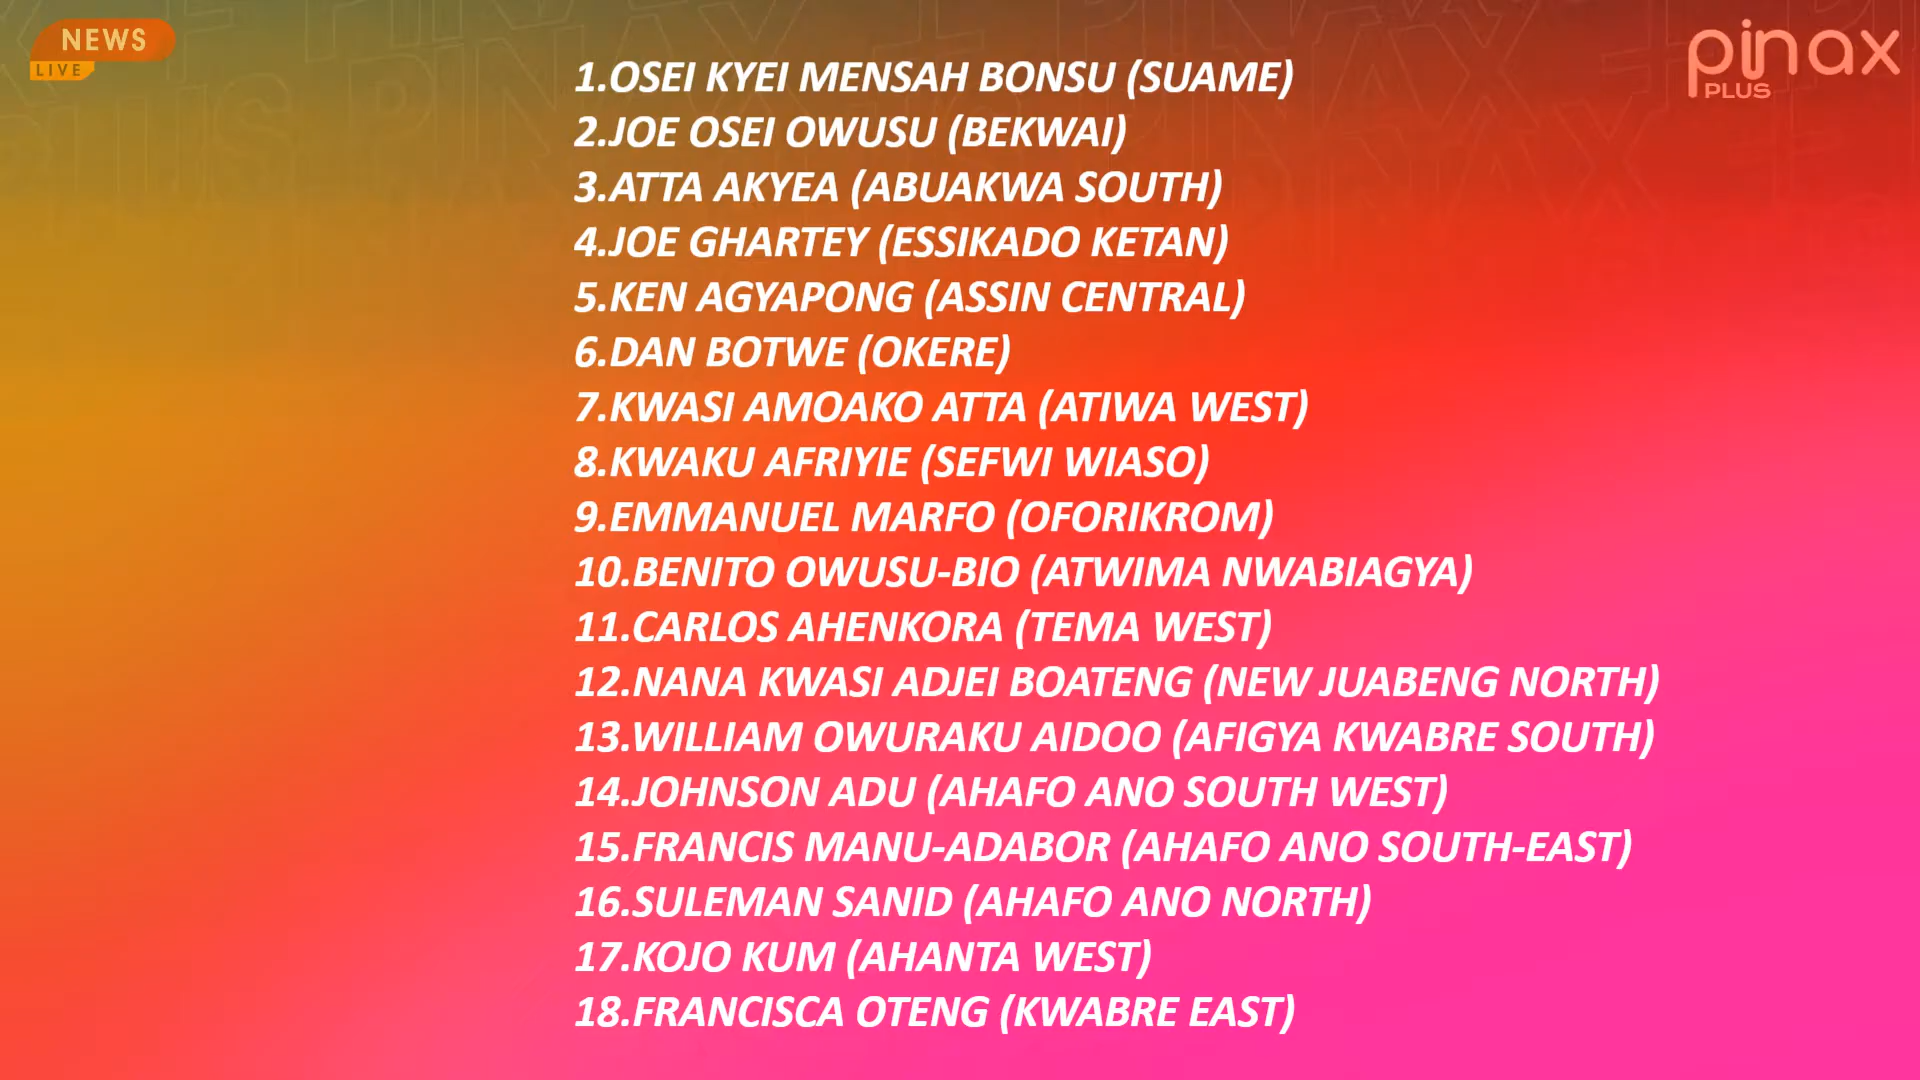 NEWS
LIVE
pinax
PLUS
1.OSEI KYEI MENSAH BONSU (SUAME)
2.JOE OSEI OWUSU (BEKWAI)
3.ATTA AKYEA (ABUAKWA SOUTH)
4.JOE GHARTEY (ESSIKADO KETAN)
5.KEN AGYAPONG (ASSIN CENTRAL)
6.DAN BOTWE (OKERE)
7.KWASI AMOAKO ATTA (ATIWA WEST)
8.KWAKU AFRIYIE (SEFWI WIASO)
9.EMMANUEL MARFO (OFORIKROM)
10.BENITO OWUSU-BIO (ATWIMA NWABIAGYA)
11.CARLOS AHENKORA (TEMA WEST)
12.NANA KWASI ADJEI BOATENG (NEW JUABENG NORTH)
13.WILLIAM OWURAKU AIDOO (AFIGYA KWABRE SOUTH)
14.JOHNSON ADU (AHAFO ANO SOUTH WEST)
15.FRANCIS MANU-ADABOR (AHAFO ANO SOUTH-EAST)
16.SULEMAN SANID (AHAFO ANO NORTH)
17.KOJO KUM (AHANTA WEST)
18.FRANCISCA OTENG (KWABRE EAST)